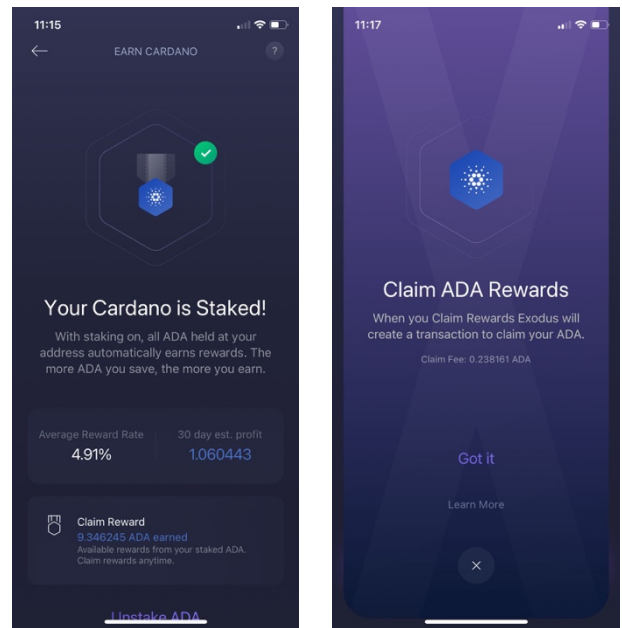 11:15
EARN CARDANO
?
Your Cardano is Staked!
With staking on, all ADA held at your
address automatically earns rewards. The
more ADA you save, the more you earn.
Average Reward Rate
30 day est. profit
4.91%
1.060443
Claim Reward
9.346245 ADA earned
Available rewards from your staked ADA.
Claim rewards anytime.
Unstake ADA
11:17
Claim ADA Rewards
When you Claim Rewards Exodus will
create a transaction to claim your ADA.
Claim Fee: 0.238161 ADA
Got it
Learn More